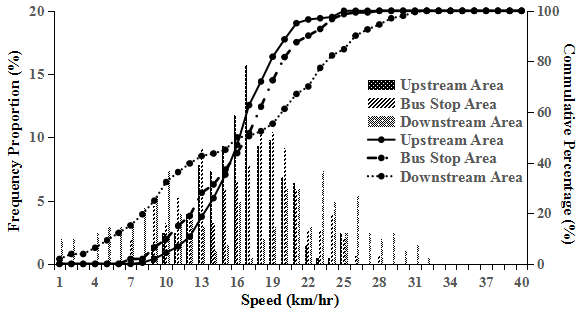 20
15
10
5
0
Frequency Proportion (%)
100
80
60
40
20
0
Commulative Percentage (%)
Upstream Area
Bus Stop Area
Downstream Area
Upstream Area
Bus Stop Area
Downstream Area
1 4 7 10 13 16 19 22 25 28 31 34 37 40
Speed (km/hr)